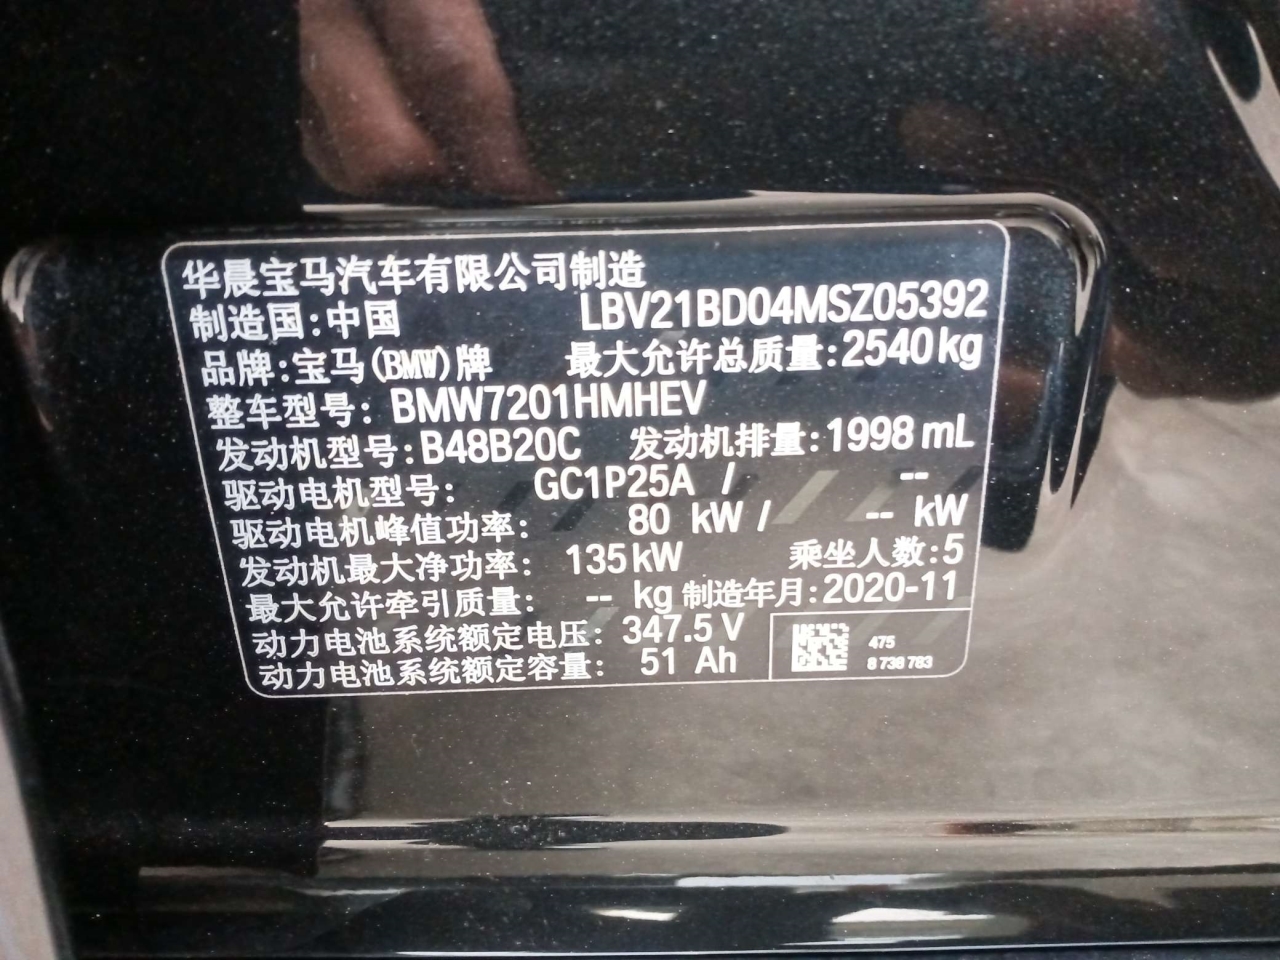 华晨宝马汽车有限公司制造
制造国:中国 LBV21BD04MSZ05392
品牌:宝马(BMW)牌 最大允许总质量:2540kg
整车型号: BMW7201HMHEV
发动机型号:B48B20C 发动机排量:1998 mL
驱动电机型号: GC1P25A / --
驱动电机峰值功率: 80 kW / -- kW
发动机最大净功率: 135kW 乘坐人数:5
最大允许牵引质量: -- kg 制造年月:2020-11
动力电池系统额定电压: 347.5 V
动力电池系统额定容量: 51 Ah
475
8 738 783